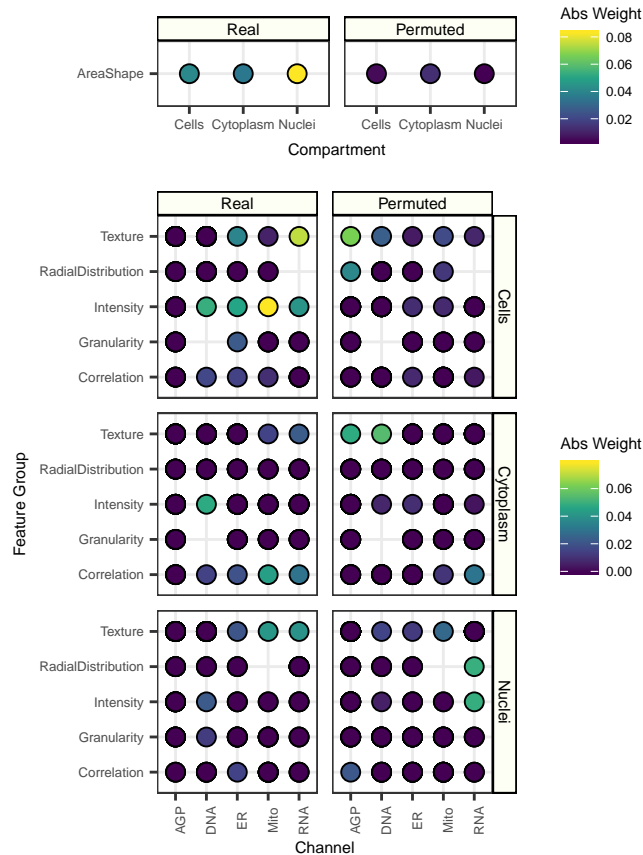 Real Permuted
AreaShape
Cells Cytoplasm Nuclei Cells Cytoplasm Nuclei
Compartment
Abs Weight
0.08
0.06
0.04
0.02
Real Permuted
Texture
RadialDistribution
Intensity
Granularity
Correlation
Cells
Texture
RadialDistribution
Intensity
Granularity
Correlation
Cytoplasm
Texture
RadialDistribution
Intensity
Granularity
Correlation
Nuclei
Feature Group
AGP DNA ER Mito RNA AGP DNA ER Mito RNA
Channel
Abs Weight
0.06
0.04
0.02
0.00